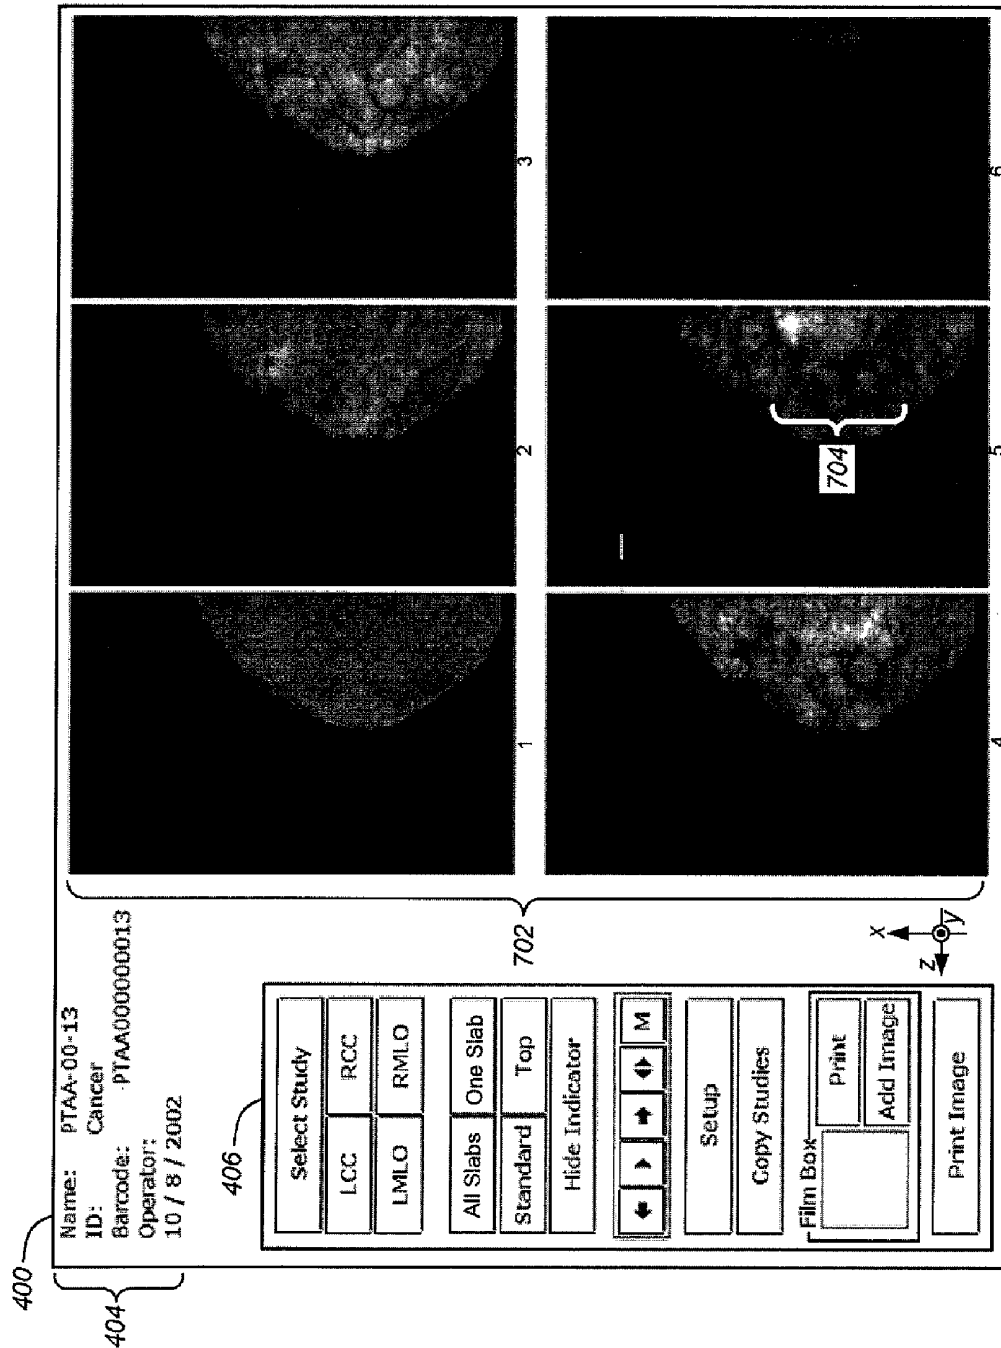 400
404
Name: PTAA-00-13
ID: Cancer
Barcode: PTAA00000013
Operator:
10 / 8 / 2002
406
Select Study
LCC RCC
LMLO RMLO
All Slabs One Slab
Standard Top
Hide Indicator
M
Setup
Copy Studies
Film Box
Print
Add Image
Print Image
702
x
z
y
1
2
3
704
4
5
6